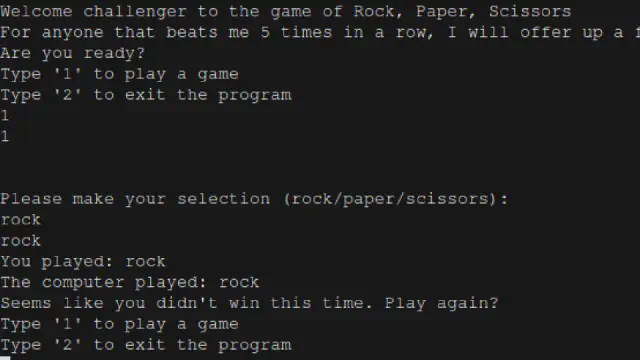 Welcome challenger to the game of Rock, Paper, Scissors
For anyone that beats me 5 times in a row, I will offer up a
Are you ready?
Type '1' to play a game
Type '2' to exit the program
1
1
Please make your selection (rock/paper/scissors):
rock
rock
You played: rock
The computer played: rock
Seems like you didn't win this time. Play again?
Type '1' to play a game
Type '2' to exit the program